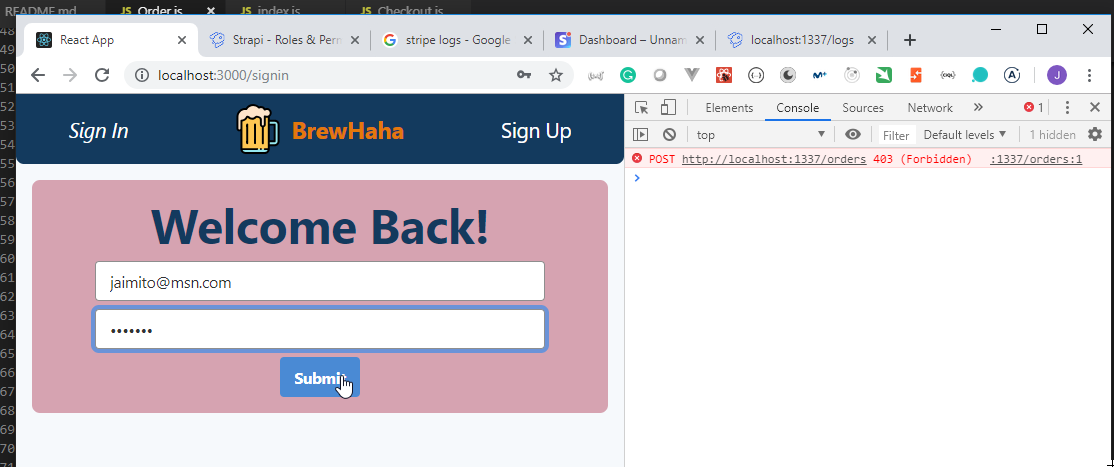 README.md JS Order.js JS index.js JS Checkout.js
React App Strapi - Roles & Perm stripe logs - Google Dashboard – Unnam localhost:1337/logs
localhost:3000/signin J
Sign In BrewHaha Sign Up
Elements Console Sources Network 1
top Filter Default levels 1 hidden
POST http://localhost:1337/orders 403 (Forbidden) :1337/orders:1
Welcome Back!
jaimito@msn.com
•••••••
Submit
48
49
50
51
52
53
54
55
56
57
58
59
60
61
62
63
64
65
66
67
68
69
70